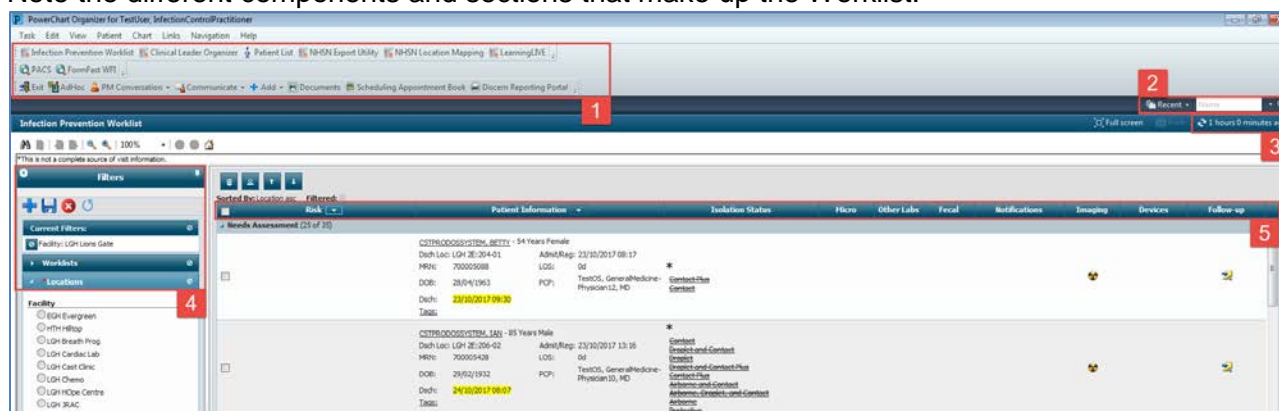 Note the different components and sections that make up the Worklist.
PowerChart Organizer for TestUser, InfectionControlPractitioner
Task Edit View Patient Chart Links Navigation Help
Infection Prevention Worklist Clinical Leader Organizer Patient List NHSN Export Utility NHSN Location Mapping LearningLIVE
PACS FormFast WFI
Exit AdHoc PM Conversation Communicate Add Documents Scheduling Appointment Book Discern Reporting Portal
1
2
Recent Name
Infection Prevention Worklist Full screen Print 1 hours 0 minutes a
3
100%
*This is not a complete source of visit information.
Filters
Sorted By: Location asc Filtered:
Risk Patient Information Isolation Status Micro Other Labs Fecal Notifications Imaging Devices Follow-up
5
Current Filters:
Facility: LGH Lions Gate
Worklists
Locations
4
Facility
EGH Evergreen
HTH Hilltop
LGH Breath Prog
LGH Cardiac Lab
LGH Cast Clinic
LGH Chemo
LGH HOpe Centre
LGH JRAC
Needs Assessment (25 of 35)
CSTPRODOSSYSTEM, BETTY - 54 Years Female
Dsch Loc: LGH 2E:204-01 Admit/Reg: 23/10/2017 08:17
MRN: 700005088 LOS: 0d
DOB: 28/04/1963 PCP: TestOS, GeneralMedicine-Physician12, MD
Dsch: 23/10/2017 09:30
Tags:
*
Contact Plus
Contact
CSTPRODOSSYSTEM, IAN - 85 Years Male
Dsch Loc: LGH 2E:206-02 Admit/Reg: 23/10/2017 13:16
MRN: 700005428 LOS: 0d
DOB: 29/02/1932 PCP: TestOS, GeneralMedicine-Physician10, MD
Dsch: 24/10/2017 08:07
Tags:
*
Contact
Droplet and Contact
Droplet
Droplet and Contact Plus
Contact Plus
Airborne and Contact
Airborne, Droplet, and Contact
Airborne
Protective